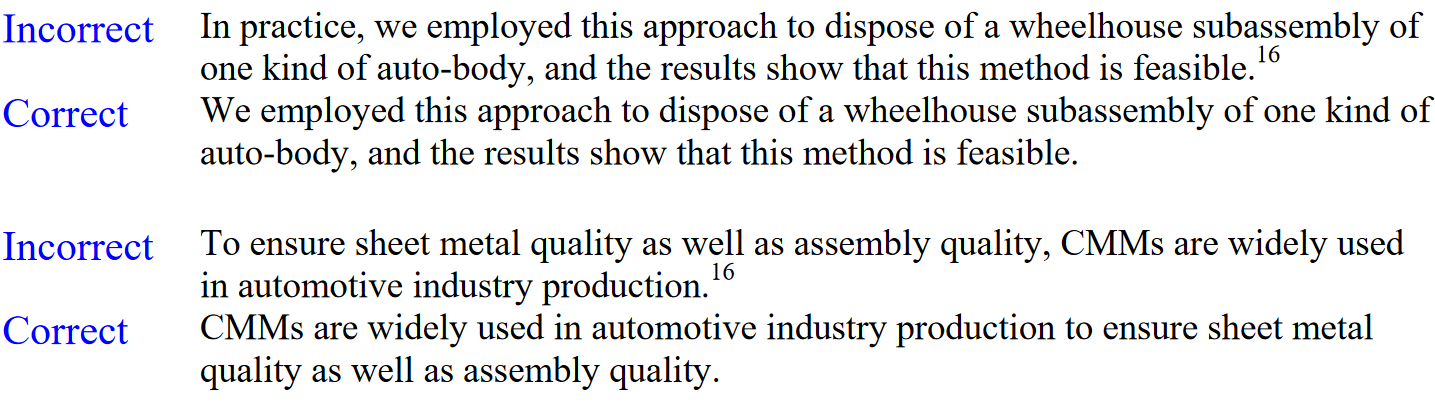 Incorrect In practice, we employed this approach to dispose of a wheelhouse subassembly of
one kind of auto-body, and the results show that this method is feasible.16
Correct We employed this approach to dispose of a wheelhouse subassembly of one kind of
auto-body, and the results show that this method is feasible.
Incorrect To ensure sheet metal quality as well as assembly quality, CMMs are widely used
in automotive industry production.16
Correct CMMs are widely used in automotive industry production to ensure sheet metal
quality as well as assembly quality.